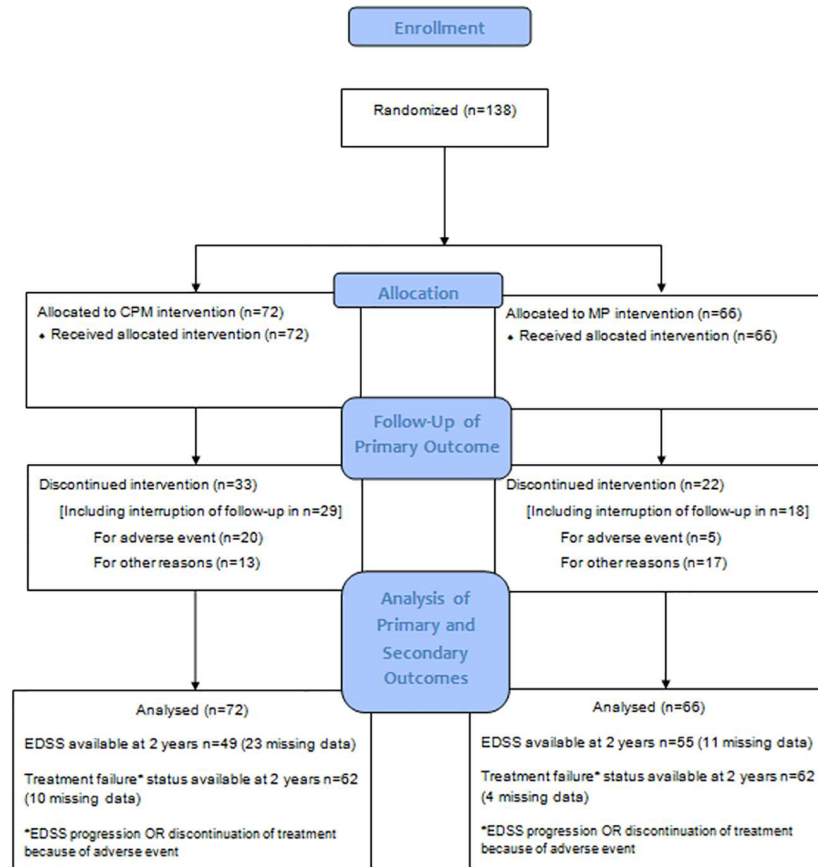 Enrollment
Randomized (n=138)
Allocation
Allocated to CPM intervention (n=72)
♦ Received allocated intervention (n=72)
Allocated to MP intervention (n=66)
♦ Received allocated intervention (n=66)
Follow-Up of
Primary Outcome
Discontinued intervention (n=33)
[Including interruption of follow-up in n=29]
For adverse event (n=20)
For other reasons (n=13)
Discontinued intervention (n=22)
[Including interruption of follow-up in n=18]
For adverse event (n=5)
For other reasons (n=17)
Analysis of
Primary and
Secondary
Outcomes
Analysed (n=72)
EDSS available at 2 years n=49 (23 missing data)
Treatment failure* status available at 2 years n=62
(10 missing data)
*EDSS progression OR discontinuation of treatment
because of adverse event
Analysed (n=66)
EDSS available at 2 years n=55 (11 missing data)
Treatment failure* status available at 2 years n=62
(4 missing data)
*EDSS progression OR discontinuation of treatment
because of adverse event